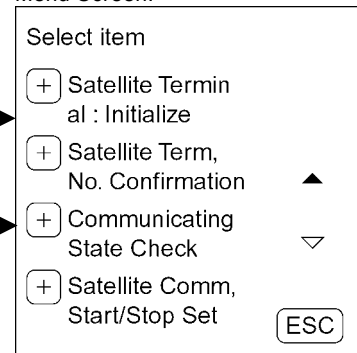 Menu Screen.
Select item
+ Satellite Termin
al : Initialize
+ Satellite Term,
No. Confirmation
+ Communicating
State Check
+ Satellite Comm,
Start/Stop Set
ESC